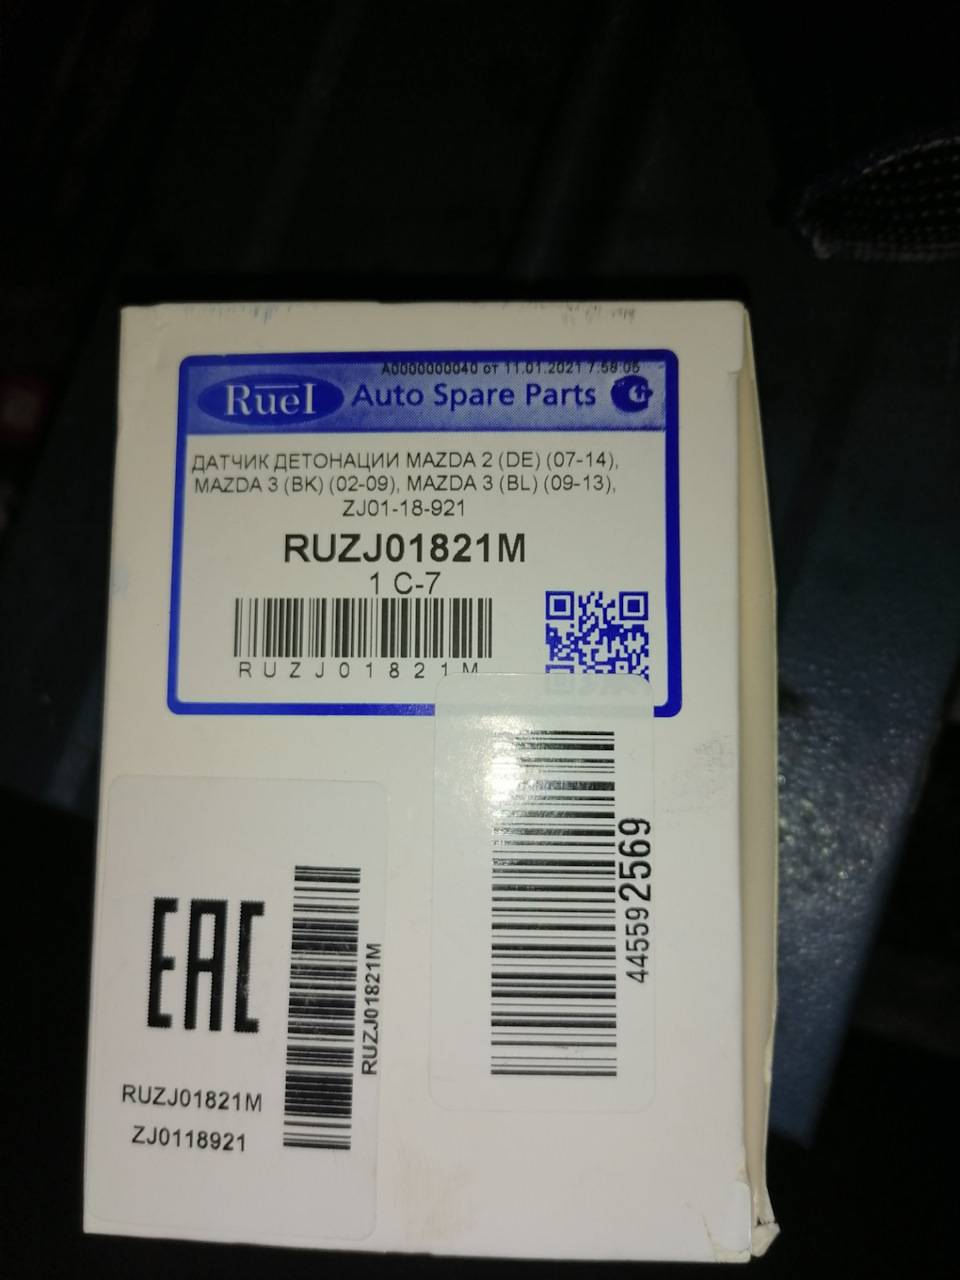 A0000000040 от 11.01.2021 7:58:06
Ruel Auto Spare Parts
ДАТЧИК ДЕТОНАЦИИ MAZDA 2 (DE) (07-14),
MAZDA 3 (BK) (02-09), MAZDA 3 (BL) (09-13),
ZJ01-18-921
RUZJ01821M
1 C-7
RUZJ01821M
44559 2569
EAC
RUZJ01821M
RUZJ01821M
ZJ0118921